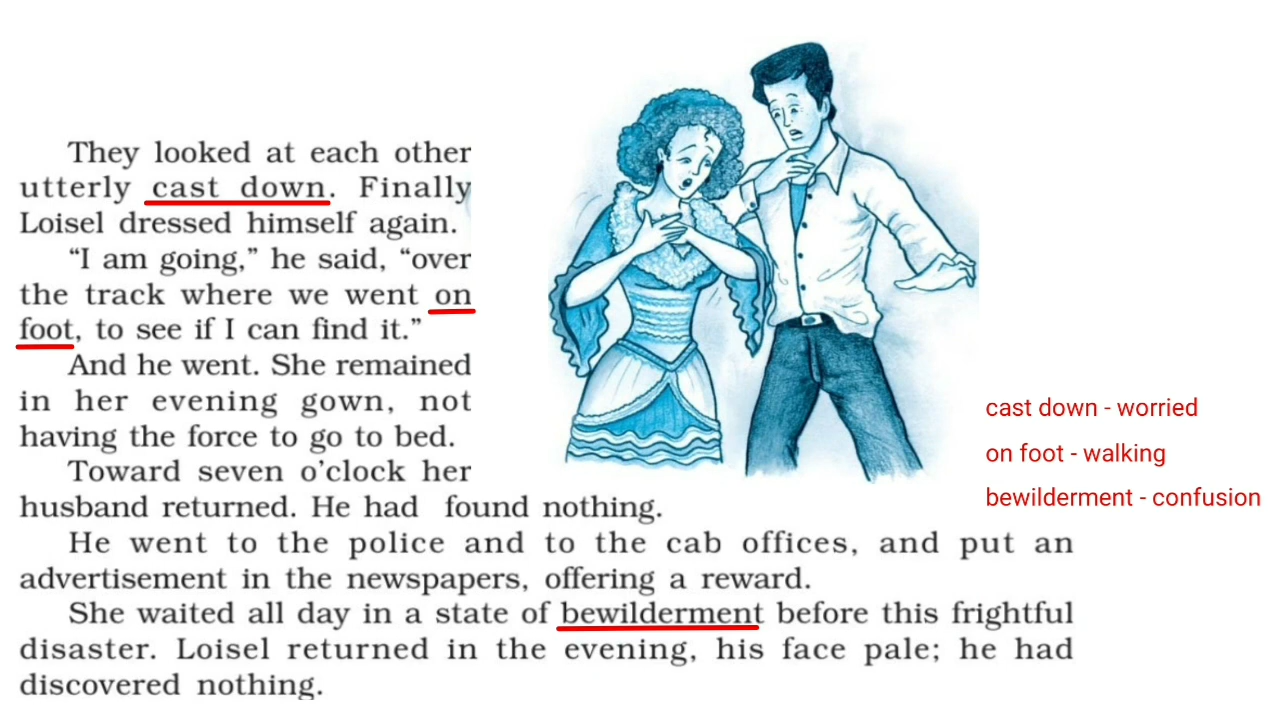 They looked at each other
utterly cast down. Finally
Loisel dressed himself again.
“I am going,” he said, “over
the track where we went on
foot, to see if I can find it.”
And he went. She remained
in her evening gown, not
having the force to go to bed.
Toward seven o’clock her
husband returned. He had found nothing.
He went to the police and to the cab offices, and put an
advertisement in the newspapers, offering a reward.
She waited all day in a state of bewilderment before this frightful
disaster. Loisel returned in the evening, his face pale; he had
discovered nothing.
cast down - worried
on foot - walking
bewilderment - confusion